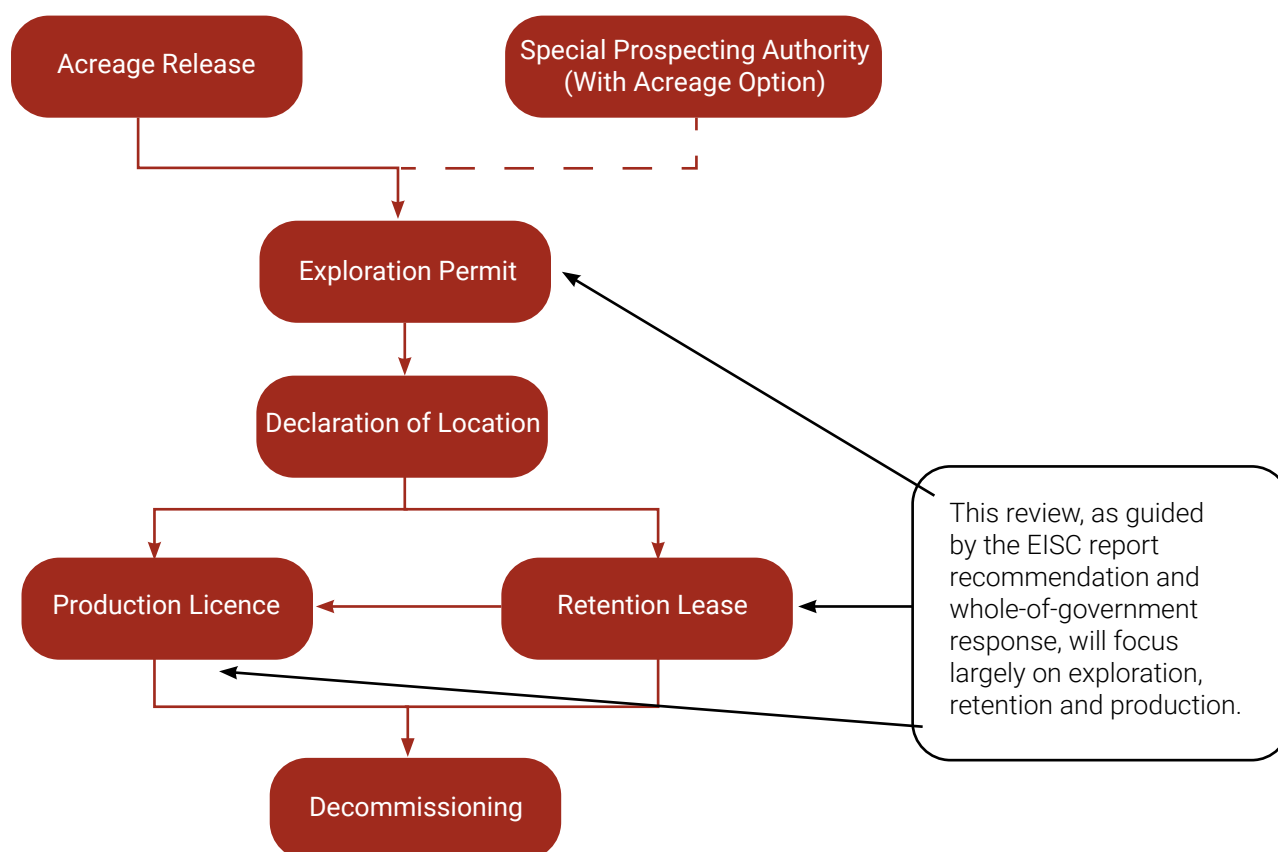 Acreage Release
Special Prospecting Authority
(With Acreage Option)
Exploration Permit
Declaration of Location
Production Licence
Retention Lease
This review, as guided
by the EISC report
recommendation and
whole-of-government
response, will focus
largely on exploration,
retention and production.
Decommissioning